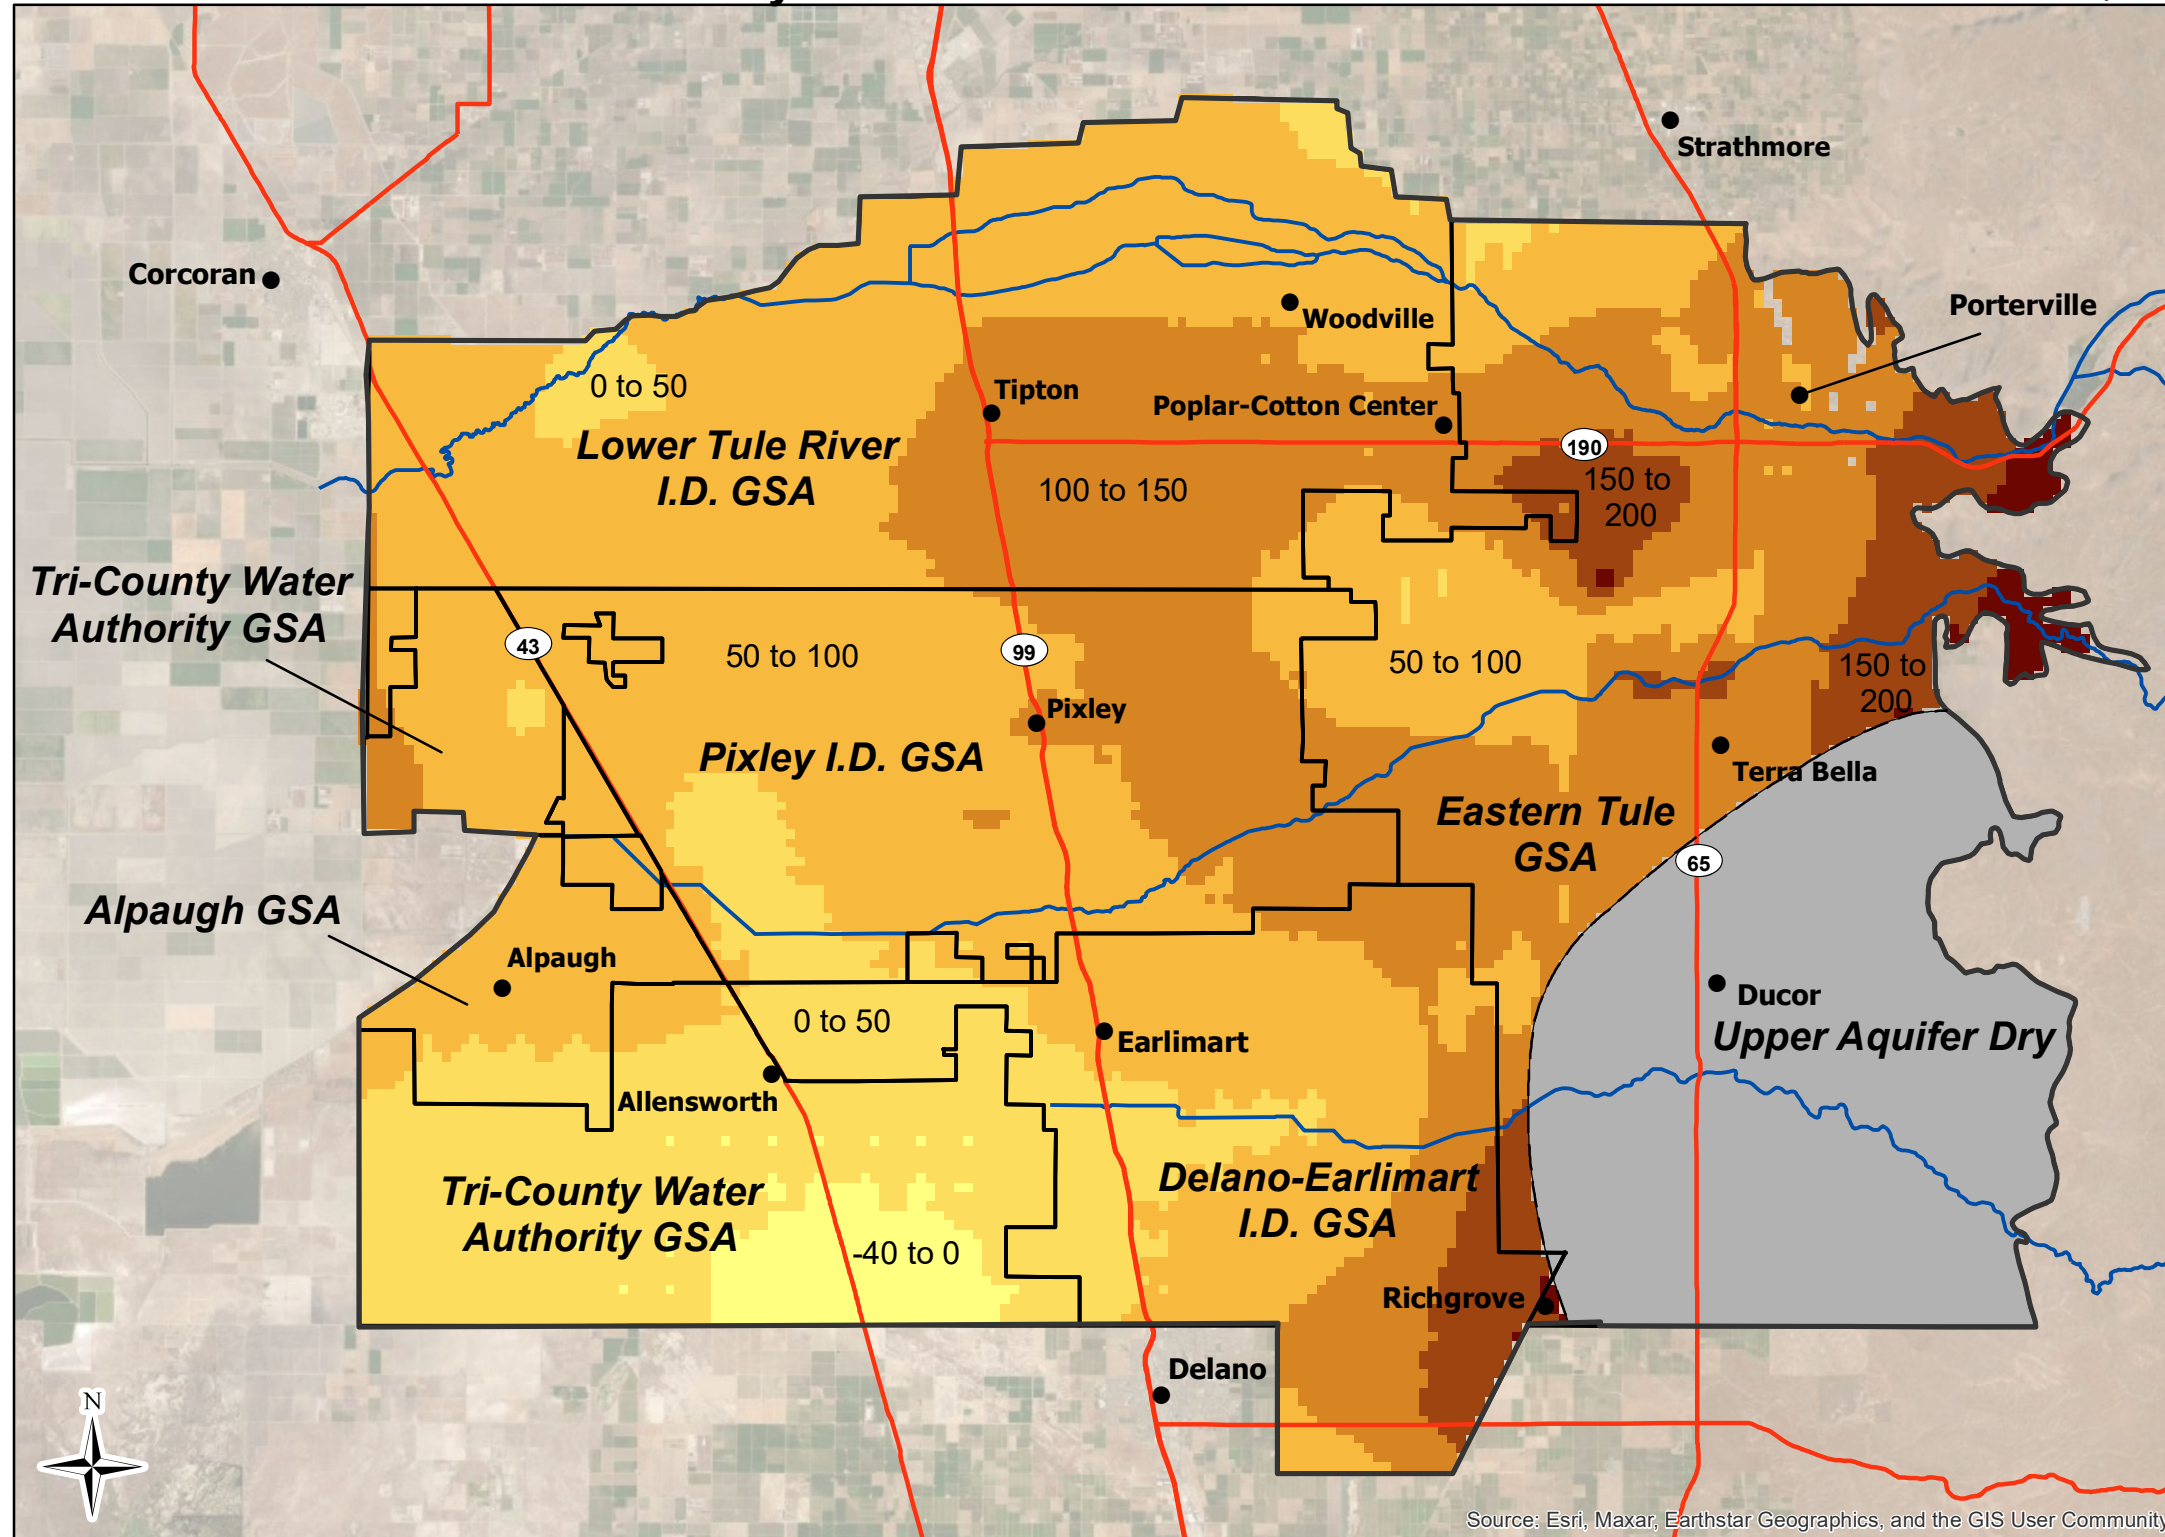 Strathmore
Corcoran
Porterville
Woodville
0 to 50
Tipton
Poplar-Cotton Center
Lower Tule River
I.D. GSA
190
100 to 150
150 to
200
Tri-County Water
Authority GSA
43
99
50 to 100
50 to 100
150 to
200
Pixley
Pixley I.D. GSA
Terra Bella
Eastern Tule
GSA
65
Alpaugh GSA
Alpaugh
Ducor
Upper Aquifer Dry
0 to 50
Earlimart
Allensworth
Tri-County Water
Authority GSA
Delano-Earlimart
I.D. GSA
-40 to 0
Richgrove
Delano
N
Source: Esri, Maxar, Earthstar Geographics, and the GIS User Community